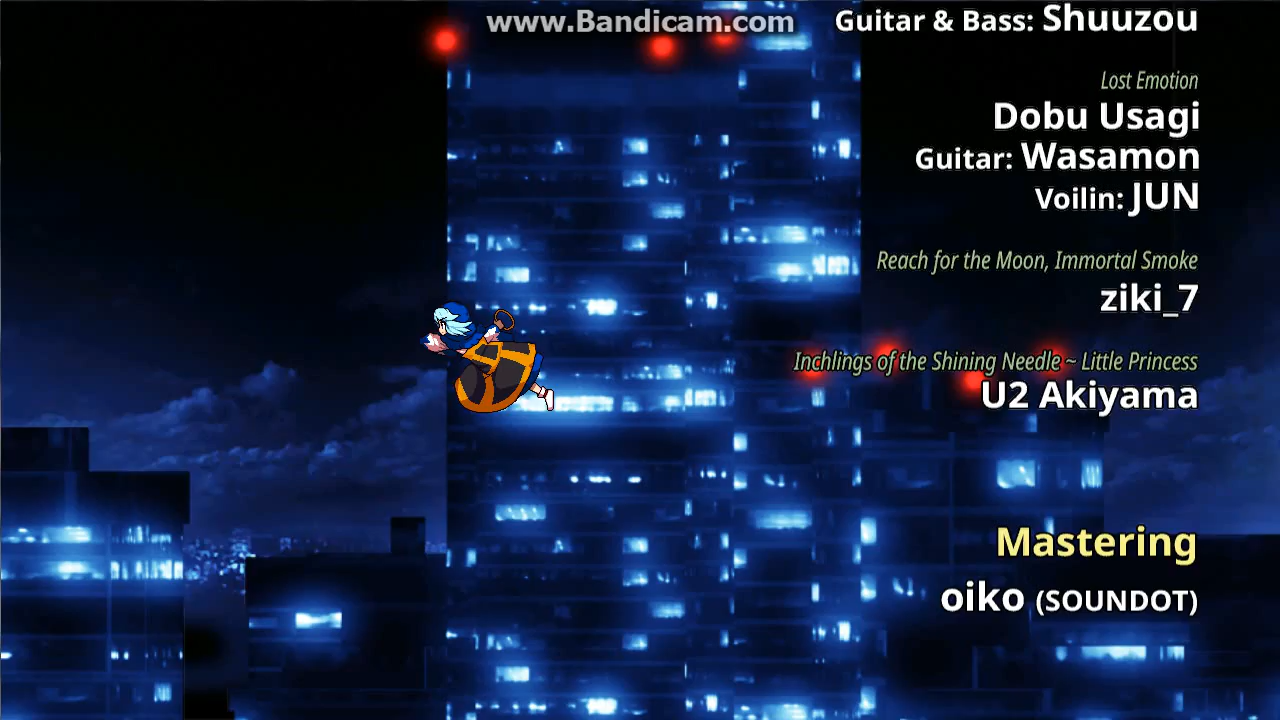 www.Bandicam.com
Guitar & Bass: Shuuzou
Lost Emotion
Dobu Usagi
Guitar: Wasamon
Voilin: JUN
Reach for the Moon, Immortal Smoke
ziki_7
Inchlings of the Shining Needle ~ Little Princess
U2 Akiyama
Mastering
oiko (SOUNDOT)